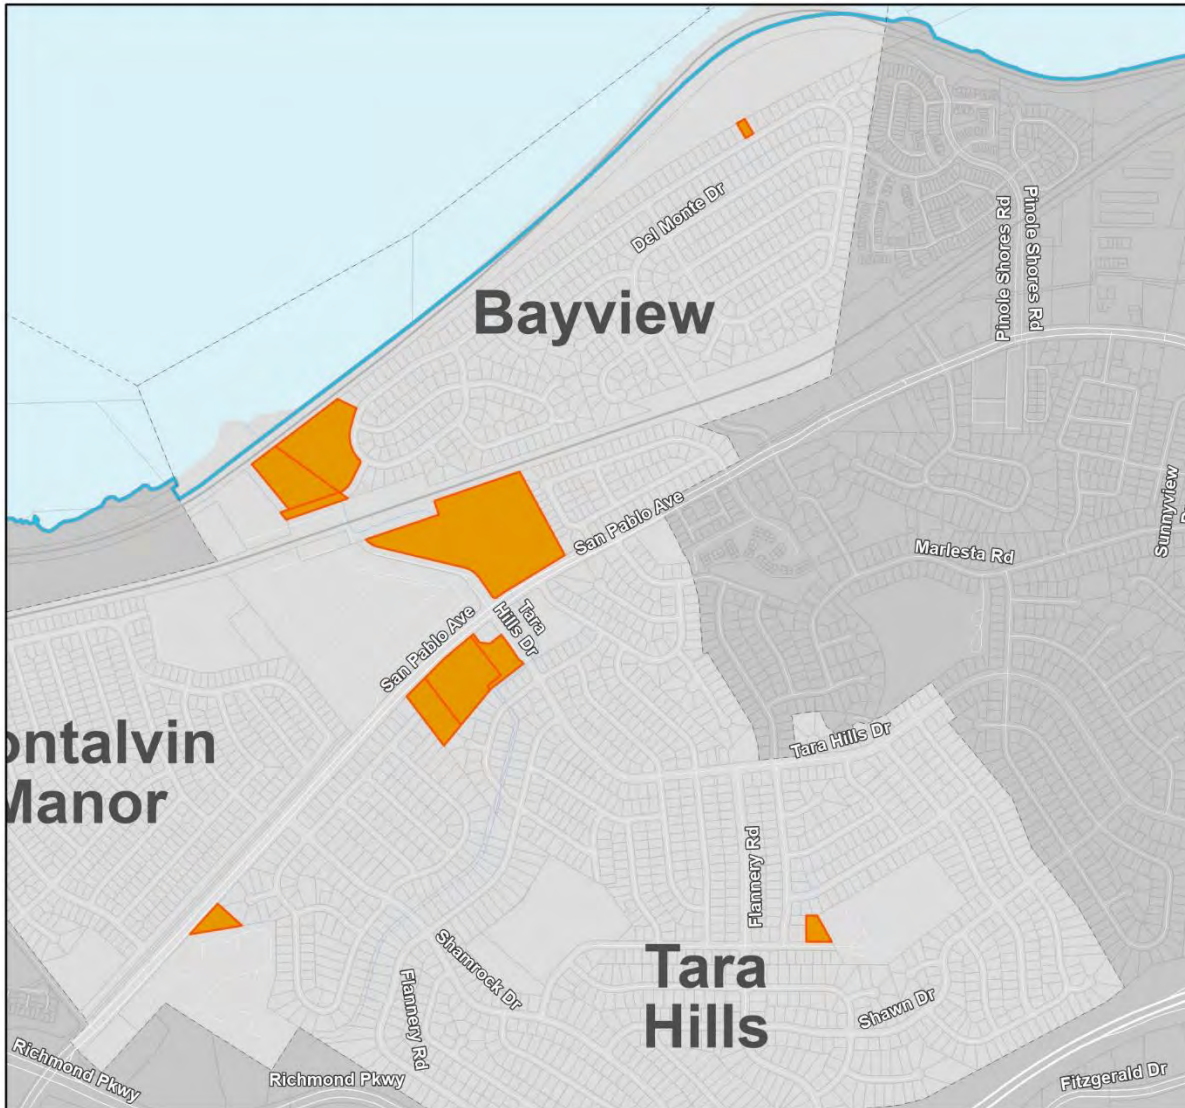 Del Monte Dr
Pinole Shores Rd
Pinole Shores Rd
Bayview
San Pablo Ave
Marlesta Rd
Sunnyview
Tara
Hills Dr
San Pablo Ave
ontalvin
Manor
Tara Hills Dr
Flannery Rd
Shamrock Dr
Tara
Hills
Flannery Rd
Shawn Dr
Richmond Pkwy
Richmond Pkwy
Fitzgerald Dr